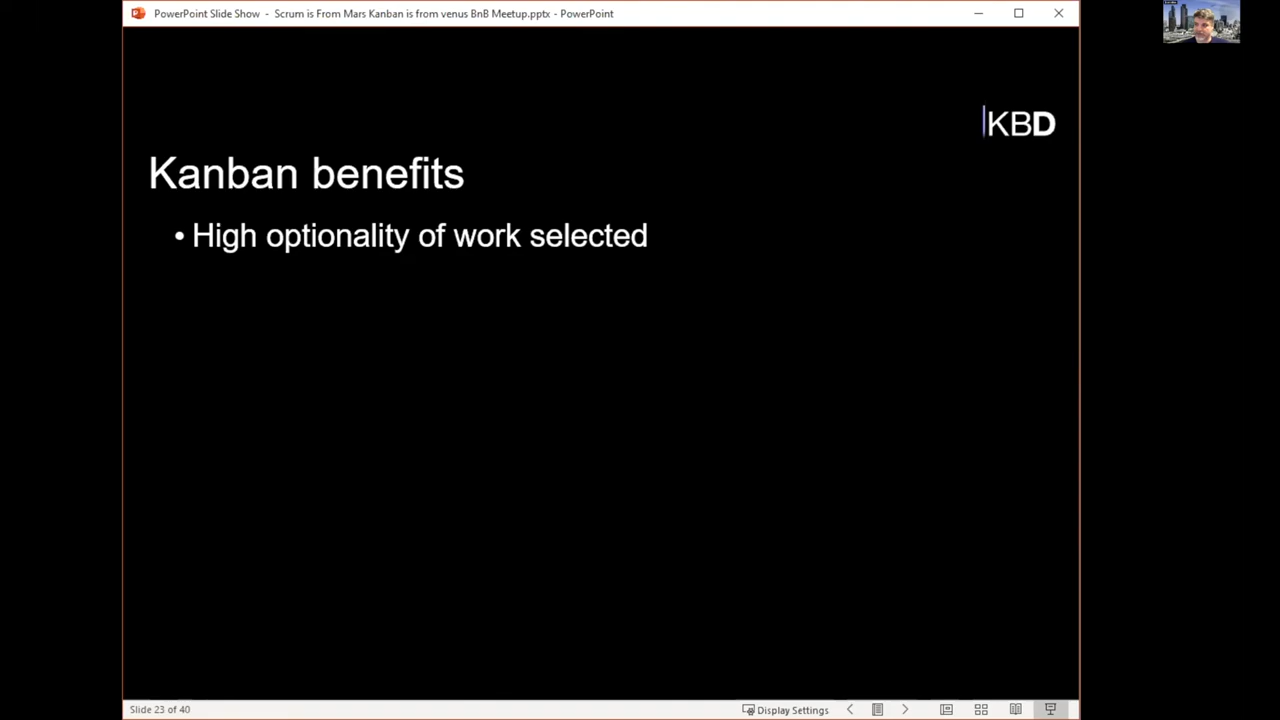 PowerPoint Slide Show - Scrum is From Mars Kanban is from venus BnB Meetup.pptx - PowerPoint
KBD
Kanban benefits
• High optionality of work selected
Slide 23 of 40
Display Settings